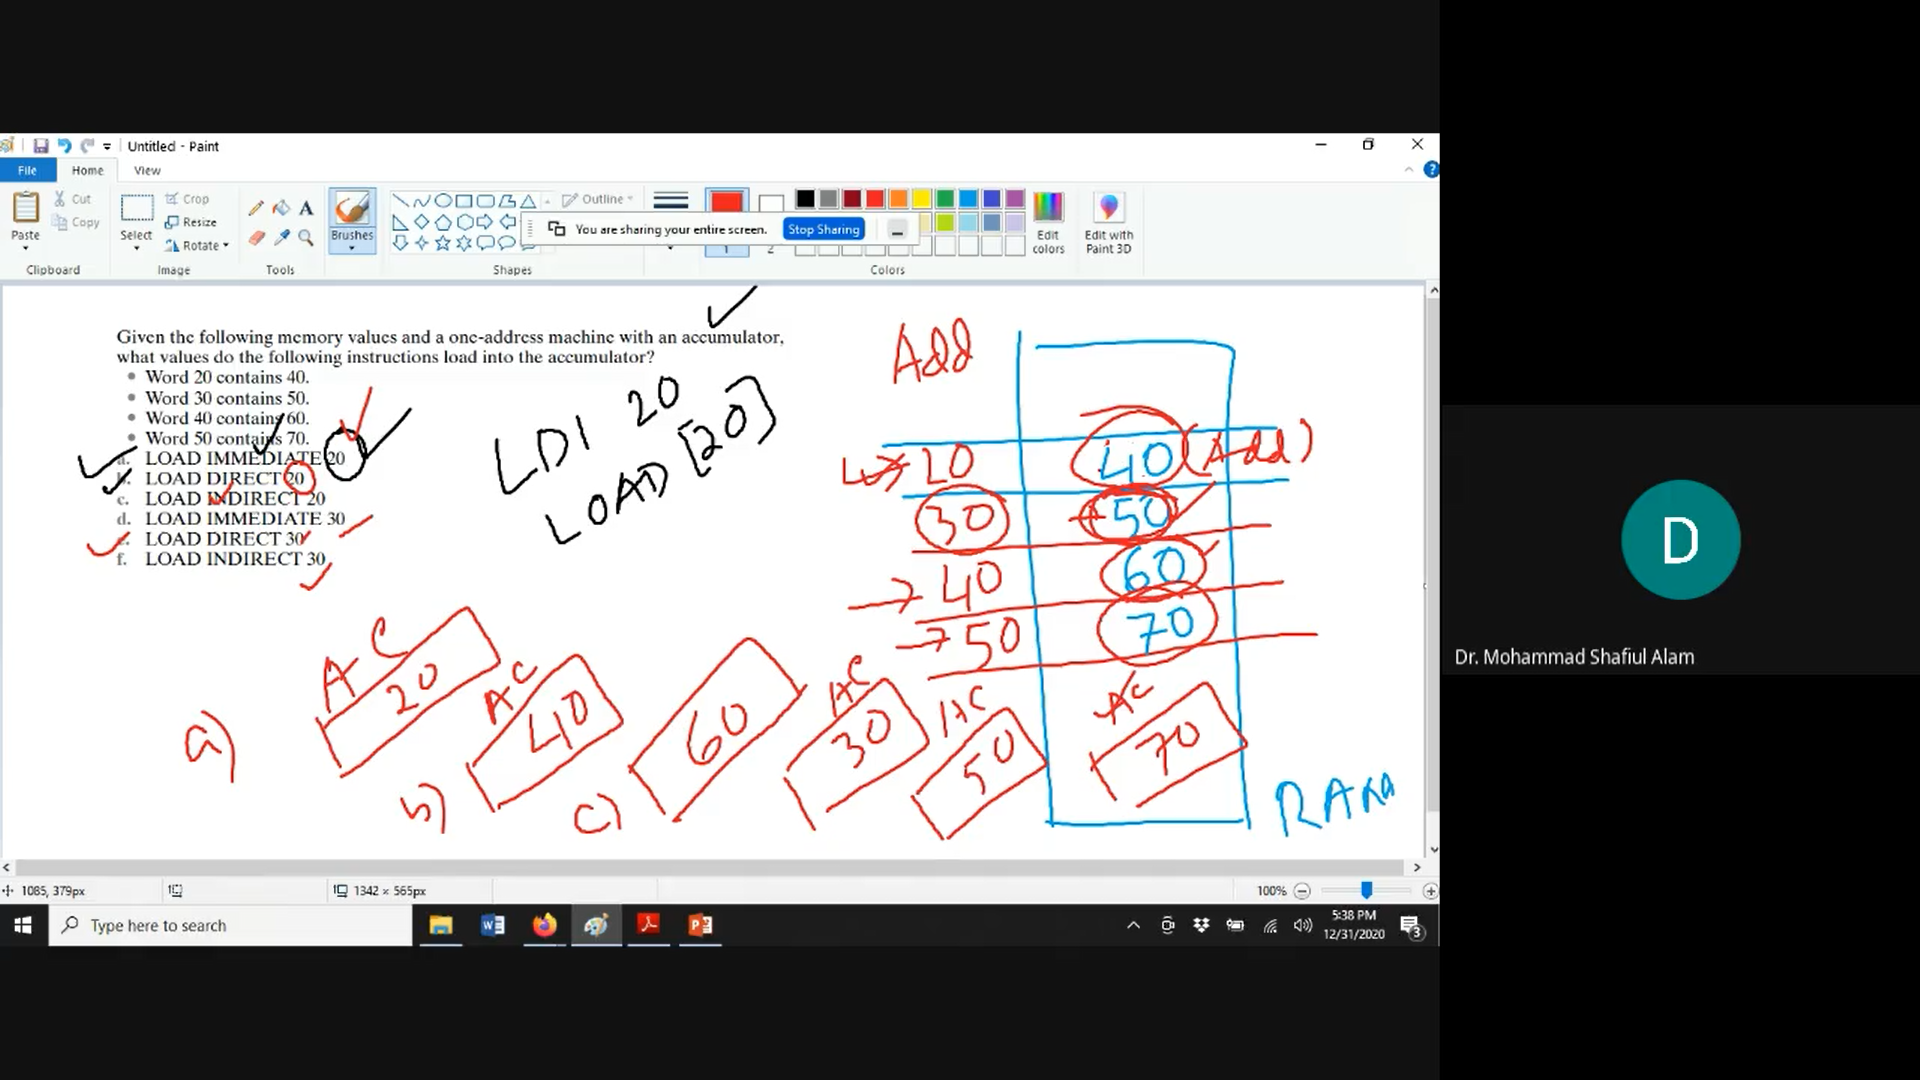 Untitled - Paint
File Home View
Paste Cut Copy Clipboard
Select Crop Resize Rotate Image
Tools
Brushes
Outline
Shapes
You are sharing your entire screen. Stop Sharing
1 2
Colors
Edit colors
Edit with Paint 3D
Given the following memory values and a one-address machine with an accumulator,
what values do the following instructions load into the accumulator?
• Word 20 contains 40.
• Word 30 contains 50.
• Word 40 contains 60.
• Word 50 contains 70.
a. LOAD IMMEDIATE 20
b. LOAD DIRECT 20
c. LOAD INDIRECT 20
d. LOAD IMMEDIATE 30
e. LOAD DIRECT 30
f. LOAD INDIRECT 30
LDI 20
LOAD [20]
Add
20 40 (Add)
30 50
40 60
50 70
a) AC 20
b) AC 40
c) 60
AC 30
AC 50
AC 70
RAM
1085, 379px
1342 × 565px
100%
Type here to search
5:38 PM
12/31/2020
3
D
Dr. Mohammad Shafiul Alam